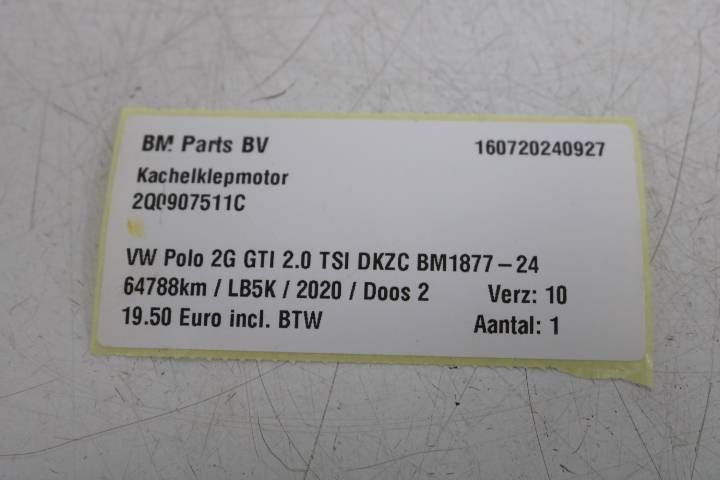 BM Parts BV 160720240927
Kachelklepmotor
2Q0907511C
VW Polo 2G GTI 2.0 TSI DKZC BM1877-24
64788km / LB5K / 2020 / Doos 2 Verz: 10
19.50 Euro incl. BTW Aantal: 1